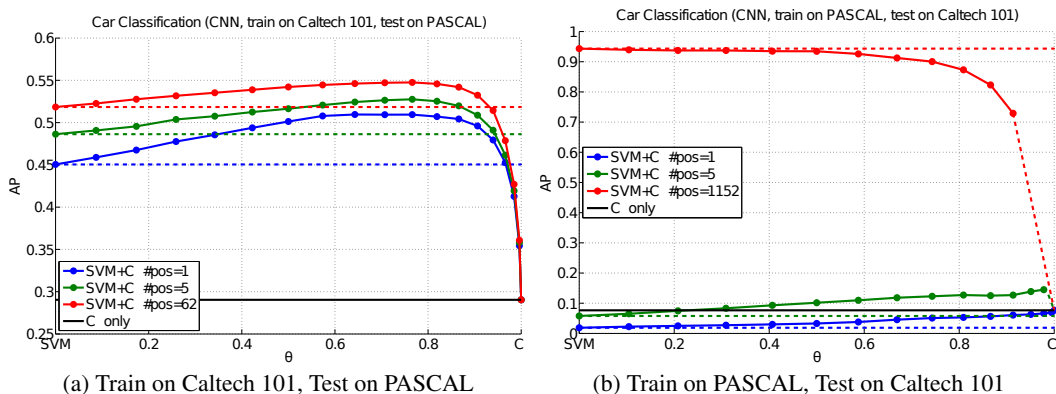 Car Classification (CNN, train on Caltech 101, test on PASCAL)
0.6
0.55
0.5
0.45
0.4
0.35
0.3
0.25
AP
SVM+C #pos=1
SVM+C #pos=5
SVM+C #pos=62
C only
SVM 0.2 0.4 0.6 0.8 C
θ
(a) Train on Caltech 101, Test on PASCAL
Car Classification (CNN, train on PASCAL, test on Caltech 101)
1
0.9
0.8
0.7
0.6
0.5
0.4
0.3
0.2
0.1
0
AP
SVM+C #pos=1
SVM+C #pos=5
SVM+C #pos=1152
C only
SVM 0.2 0.4 0.6 0.8 C
θ
(b) Train on PASCAL, Test on Caltech 101